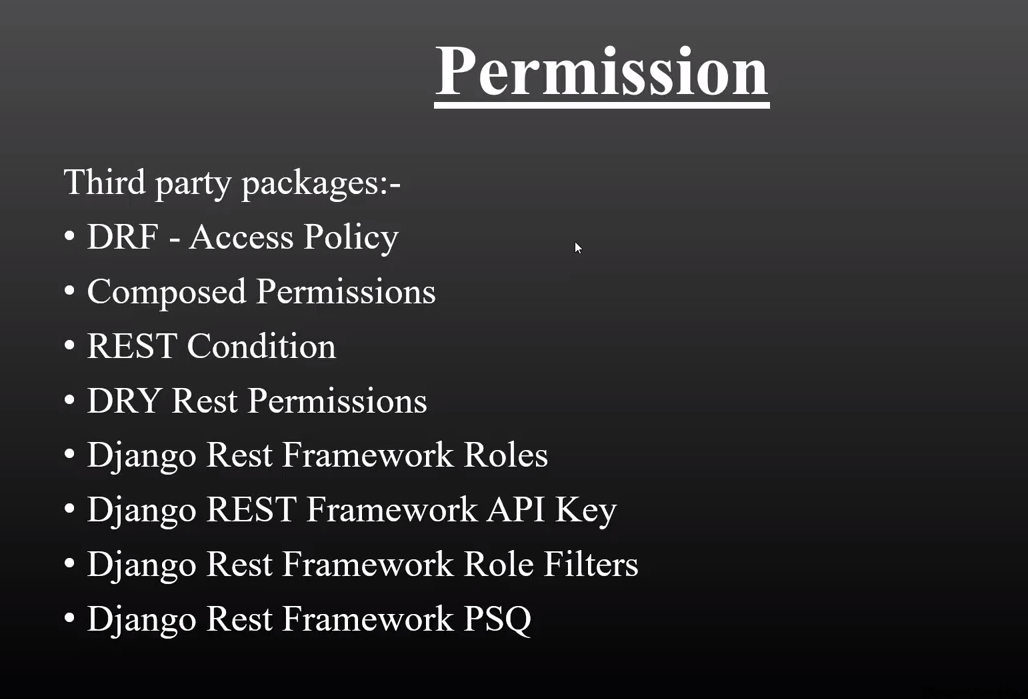 Permission
Third party packages:-
• DRF - Access Policy
• Composed Permissions
• REST Condition
• DRY Rest Permissions
• Django Rest Framework Roles
• Django REST Framework API Key
• Django Rest Framework Role Filters
• Django Rest Framework PSQ